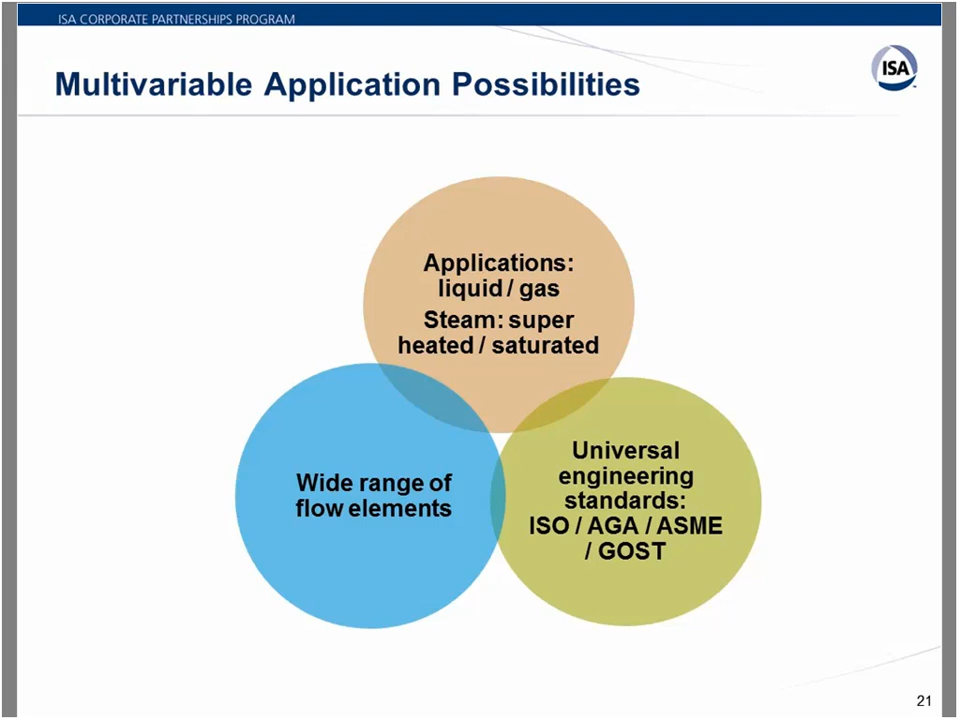 ISA CORPORATE PARTNERSHIPS PROGRAM
Multivariable Application Possibilities
ISA
Applications:
liquid / gas
Steam: super
heated / saturated
Wide range of
flow elements
Universal
engineering
standards:
ISO / AGA / ASME
/ GOST
21